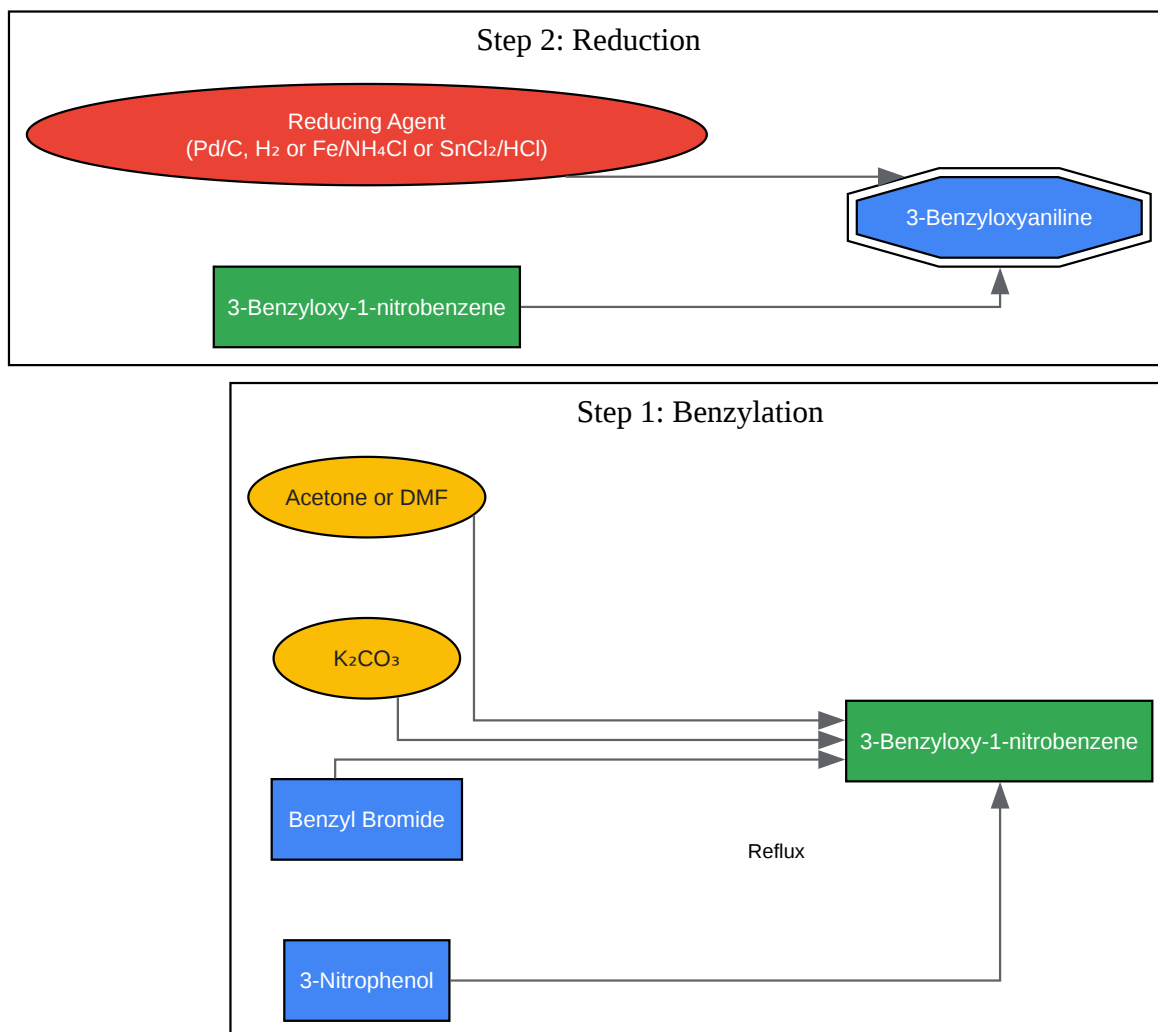 Step 2: Reduction
Reducing Agent
(Pd/C, H₂ or Fe/NH₄Cl or SnCl₂/HCl)
3-Benzyloxyaniline
3-Benzyloxy-1-nitrobenzene
Step 1: Benzylation
Acetone or DMF
K₂CO₃
3-Benzyloxy-1-nitrobenzene
Benzyl Bromide
Reflux
3-Nitrophenol